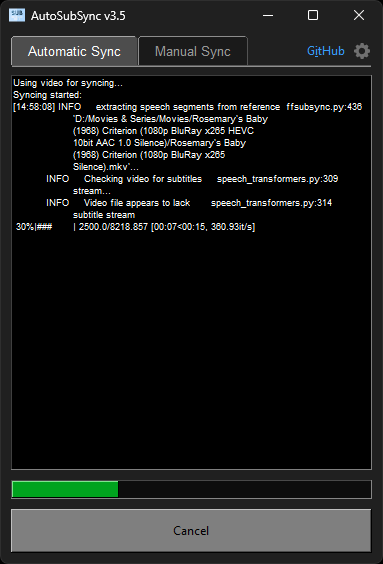 SUB
AutoSubSync v3.5
Automatic Sync
Manual Sync
GitHub
Using video for syncing...
Syncing started:
[14:58:08] INFO extracting speech segments from reference ffsubsync.py:436
'D:/Movies & Series/Movies/Rosemary's Baby
(1968) Criterion (1080p BluRay x265 HEVC
10bit AAC 1.0 Silence)/Rosemary's Baby
(1968) Criterion (1080p BluRay x265
Silence).mkv'...
INFO Checking video for subtitles speech_transformers.py:309
stream...
INFO Video file appears to lack speech_transformers.py:314
subtitle stream
30%|### | 2500.0/8218.857 [00:07<00:15, 360.93it/s]
Cancel